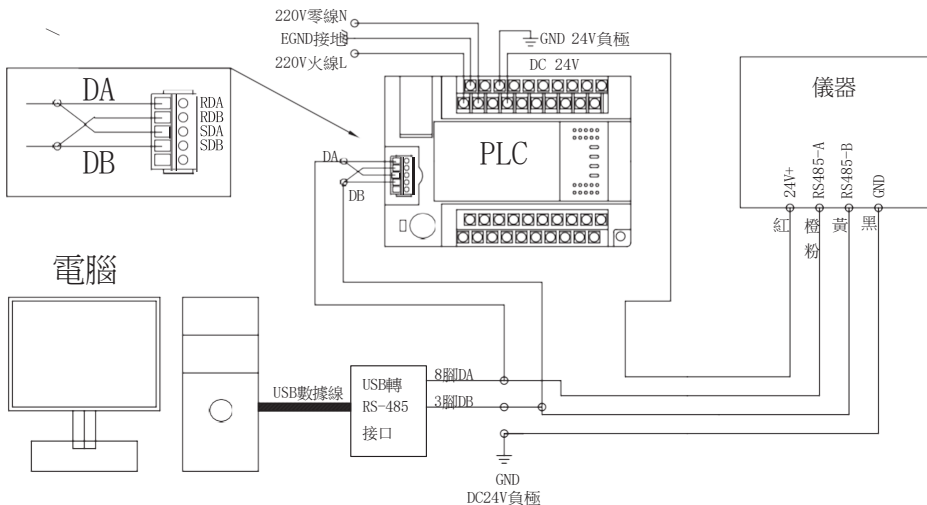 220V零線N
EGND接地
220V火線L
GND 24V負極
DC 24V
DA
RDA
RDB
SDA
SDB
DB
PLC
DA
DB
儀器
24V+
RS485-A
RS485-B
GND
紅
橙
粉
黃
黑
電腦
USB數據線
USB轉
RS-485
接口
8腳DA
3腳DB
GND
DC24V負極